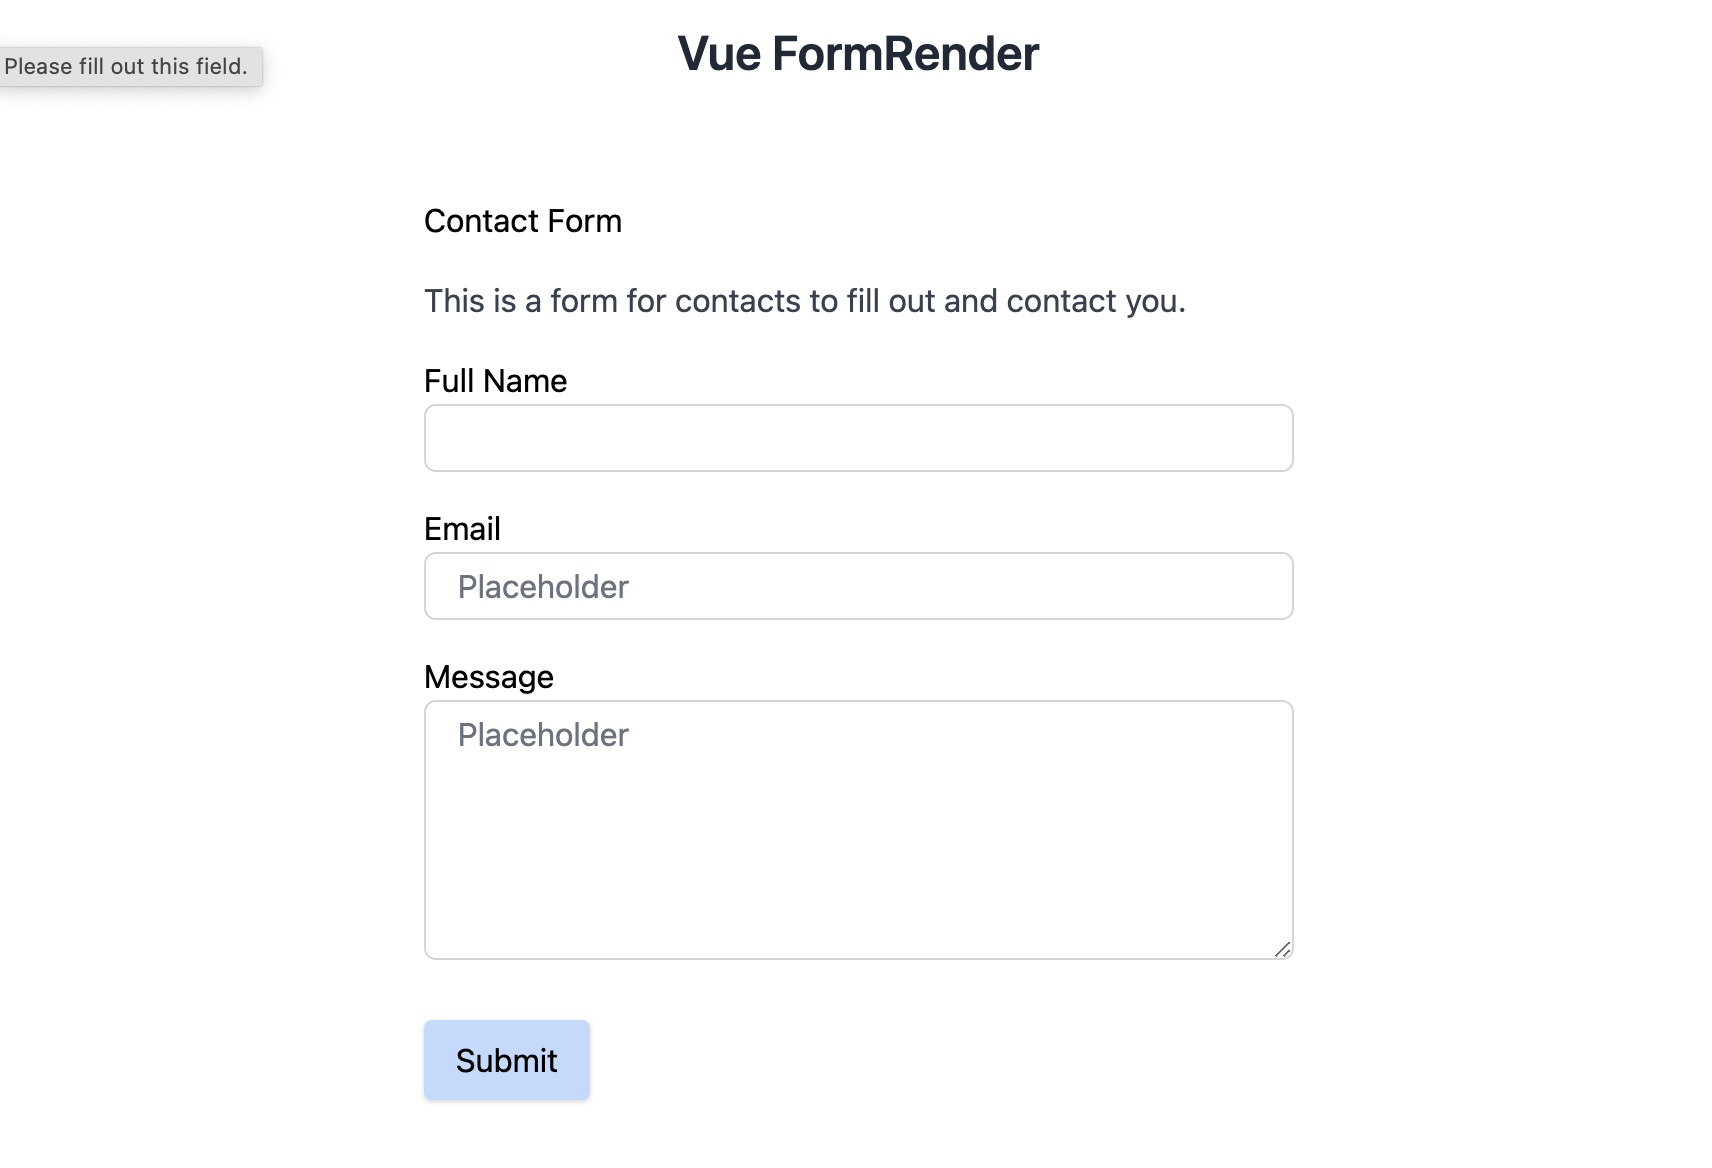 Vue FormRender
Please fill out this field.
Contact Form
This is a form for contacts to fill out and contact you.
Full Name
Email
Placeholder
Message
Placeholder
Submit